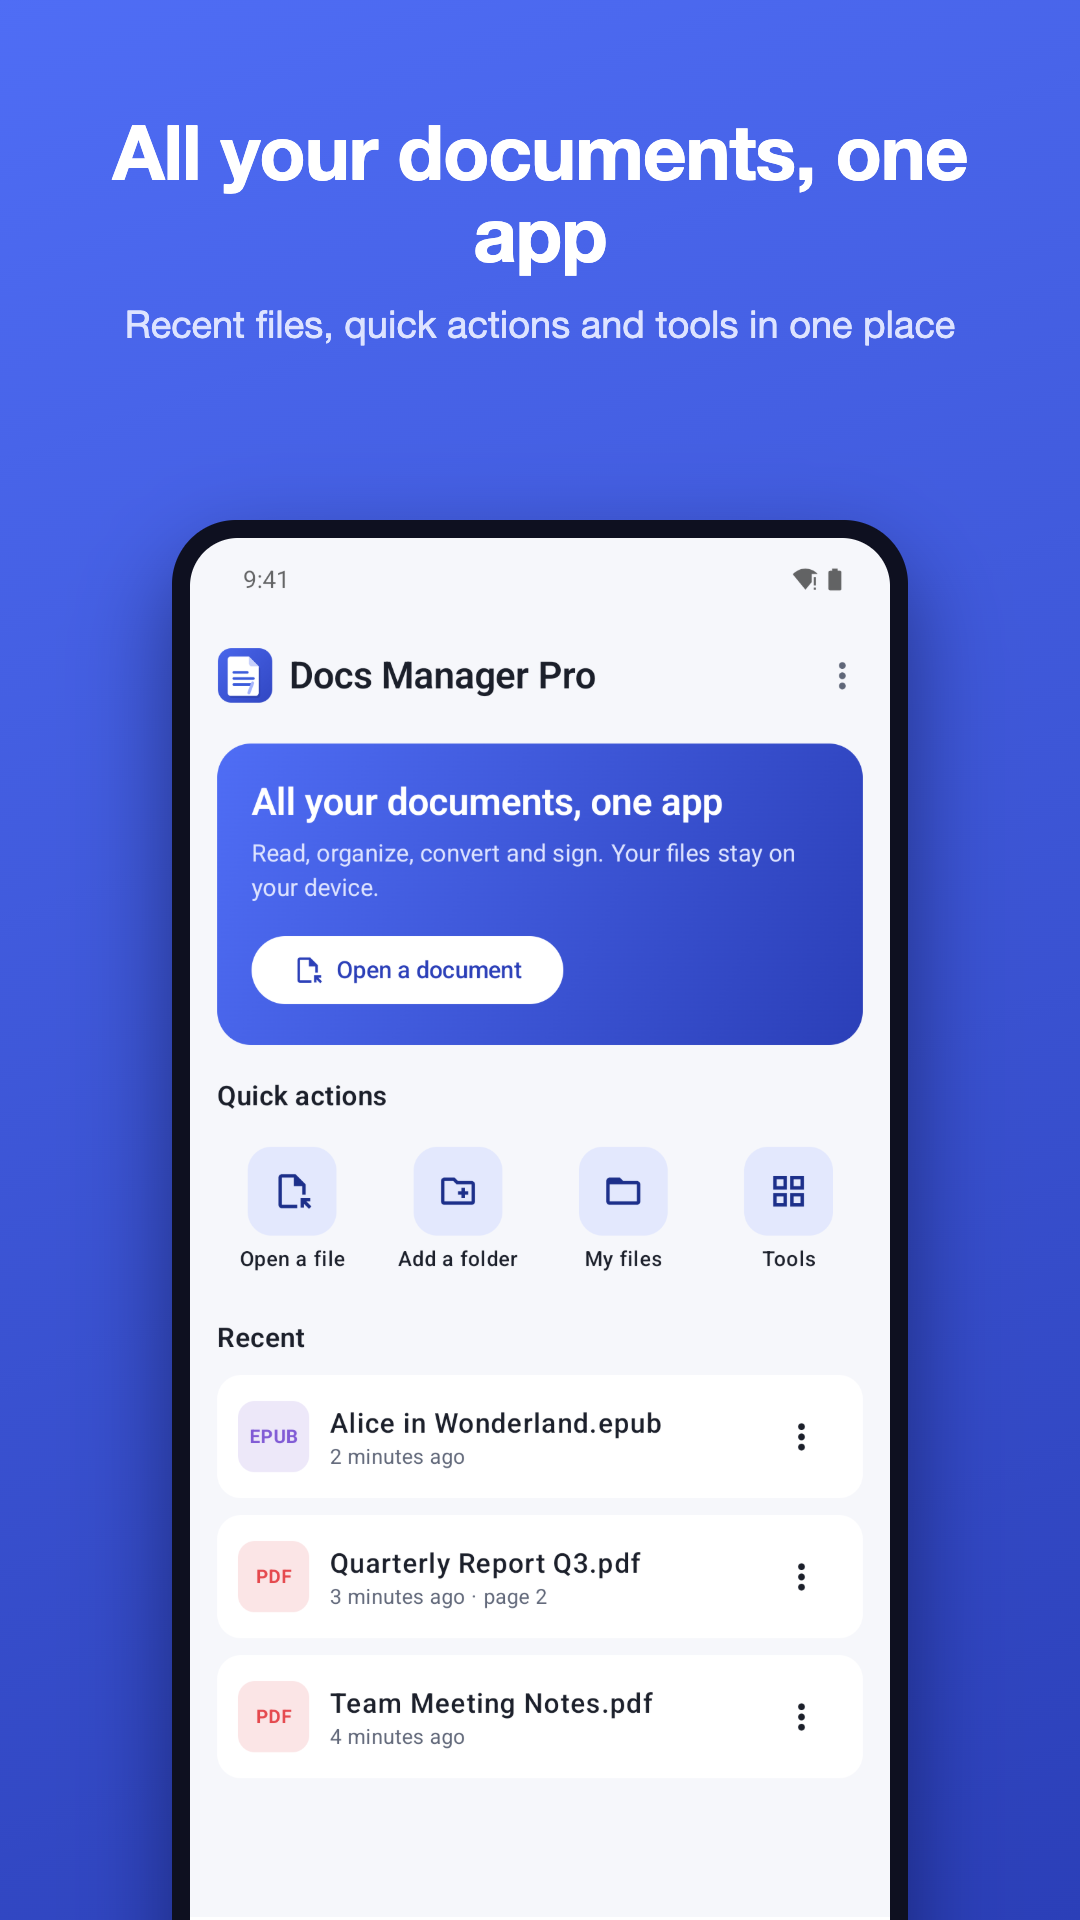 All your documents, one
app
Recent files, quick actions and tools in one place
9:41
Docs Manager Pro
All your documents, one app
Read, organize, convert and sign. Your files stay on
your device.
Open a document
Quick actions
Open a file
Add a folder
My files
Tools
Recent
EPUB
Alice in Wonderland.epub
2 minutes ago
PDF
Quarterly Report Q3.pdf
3 minutes ago · page 2
PDF
Team Meeting Notes.pdf
4 minutes ago